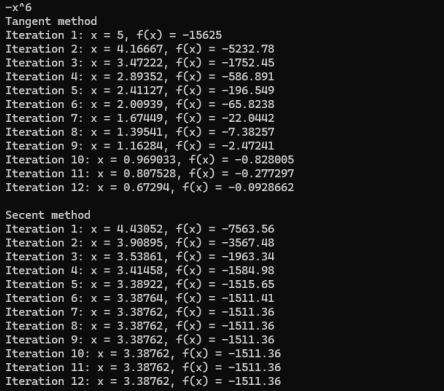 -x^6
Tangent method
Iteration 1: x = 5, f(x) = -15625
Iteration 2: x = 4.16667, f(x) = -5232.78
Iteration 3: x = 3.47222, f(x) = -1752.45
Iteration 4: x = 2.89352, f(x) = -586.891
Iteration 5: x = 2.41127, f(x) = -196.549
Iteration 6: x = 2.00939, f(x) = -65.8238
Iteration 7: x = 1.67449, f(x) = -22.0442
Iteration 8: x = 1.39541, f(x) = -7.38257
Iteration 9: x = 1.16284, f(x) = -2.47241
Iteration 10: x = 0.969033, f(x) = -0.828005
Iteration 11: x = 0.807528, f(x) = -0.277297
Iteration 12: x = 0.67294, f(x) = -0.0928662
Secent method
Iteration 1: x = 4.43052, f(x) = -7563.56
Iteration 2: x = 3.90895, f(x) = -3567.48
Iteration 3: x = 3.53861, f(x) = -1963.34
Iteration 4: x = 3.41458, f(x) = -1584.98
Iteration 5: x = 3.38922, f(x) = -1515.65
Iteration 6: x = 3.38764, f(x) = -1511.41
Iteration 7: x = 3.38762, f(x) = -1511.36
Iteration 8: x = 3.38762, f(x) = -1511.36
Iteration 9: x = 3.38762, f(x) = -1511.36
Iteration 10: x = 3.38762, f(x) = -1511.36
Iteration 11: x = 3.38762, f(x) = -1511.36
Iteration 12: x = 3.38762, f(x) = -1511.36